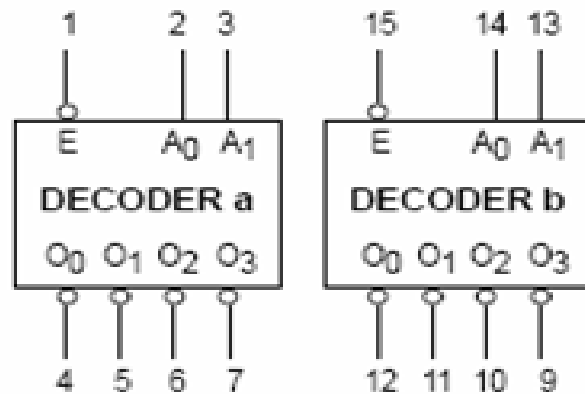 1 2 3 15 14 13
E A0 A1 E A0 A1
DECODER a DECODER b
O0 O1 O2 O3 O0 O1 O2 O3
4 5 6 7 12 11 10 9